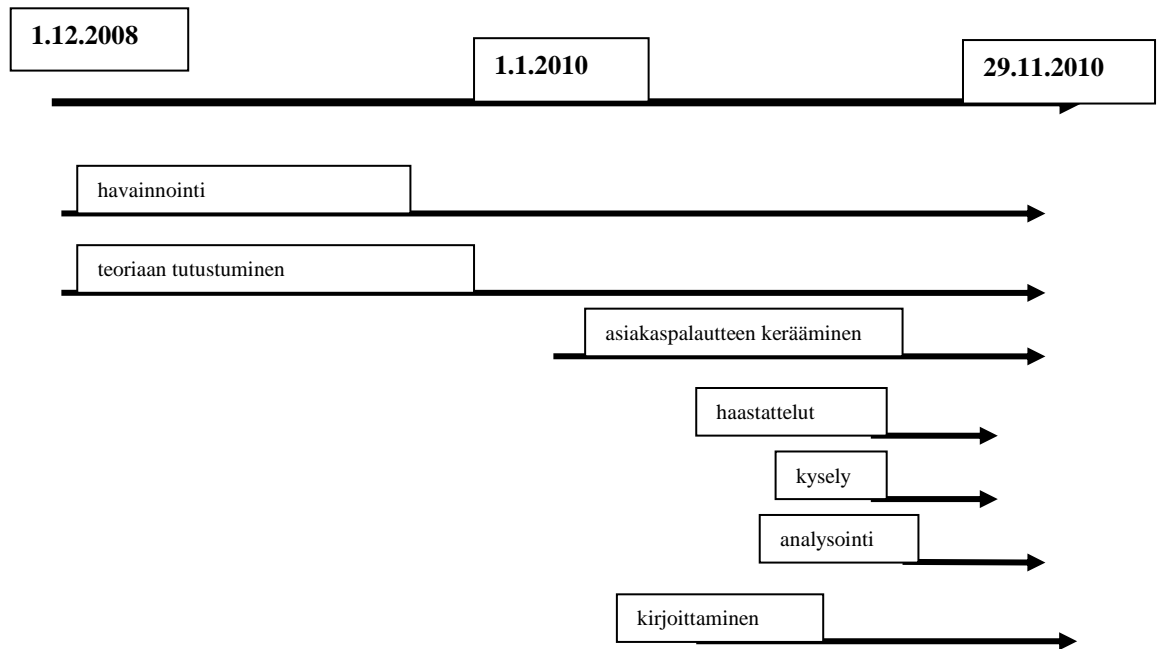 1.12.2008
1.1.2010
29.11.2010
havainnointi
teoriaan tutustuminen
asiakaspalautteen kerääminen
haastattelut
kysely
analysointi
kirjoittaminen